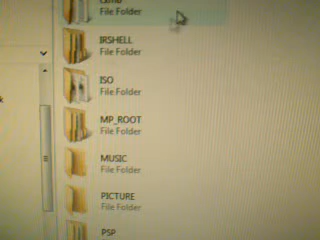 File Folder
IRSHELL
File Folder
ISO
File Folder
MP_ROOT
File Folder
MUSIC
File Folder
PICTURE
File Folder
PSP